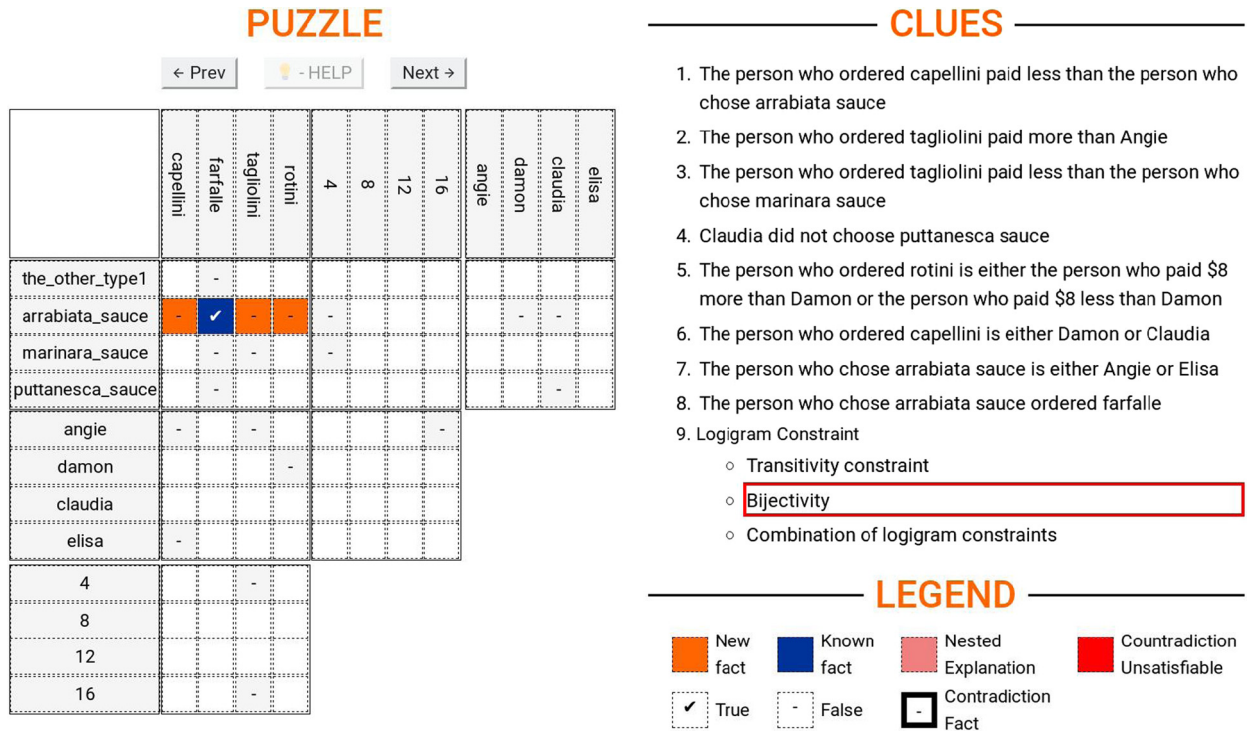 PUZZLE
← Prev
💡 - HELP
Next →
capellini
farfalle
tagliolini
rotini
4
8
12
16
angie
damon
claudia
elisa
the_other_type1 -
arrabiata_sauce - ✔ - - - - -
marinara_sauce - - -
puttanesca_sauce - -
angie - - -
damon -
claudia
elisa -
4 -
8
12
16 -
CLUES
1. The person who ordered capellini paid less than the person who
chose arrabiata sauce
2. The person who ordered tagliolini paid more than Angie
3. The person who ordered tagliolini paid less than the person who
chose marinara sauce
4. Claudia did not choose puttanesca sauce
5. The person who ordered rotini is either the person who paid $8
more than Damon or the person who paid $8 less than Damon
6. The person who ordered capellini is either Damon or Claudia
7. The person who chose arrabiata sauce is either Angie or Elisa
8. The person who chose arrabiata sauce ordered farfalle
9. Logigram Constraint
○ Transitivity constraint
○ Bijectivity
○ Combination of logigram constraints
LEGEND
New
fact
Known
fact
Nested
Explanation
Countradiction
Unsatisfiable
✔ True
- False
- Contradiction
Fact